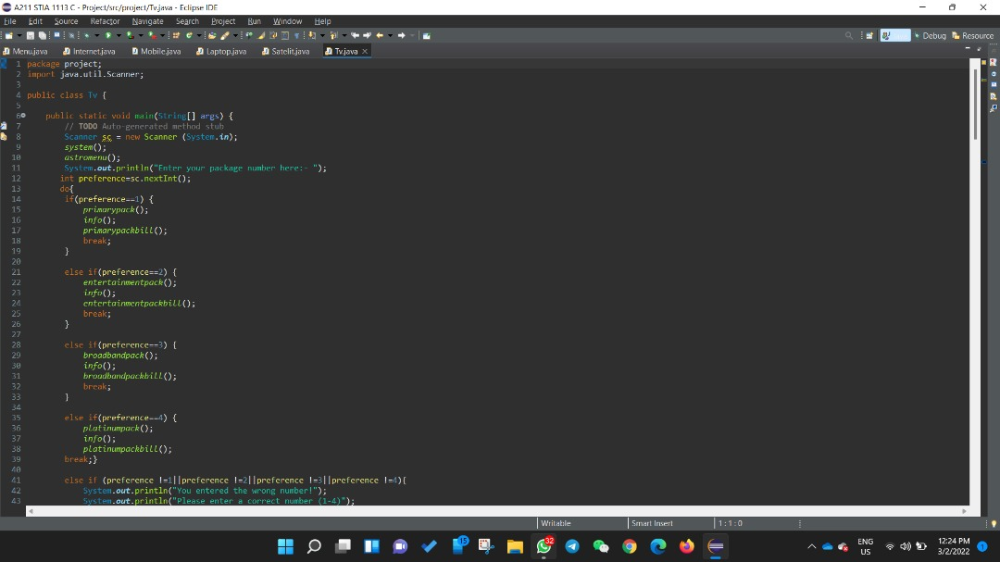 A211 STIA 1113 C - Project/src/project/Tv.java - Eclipse IDE
File Edit Source Refactor Navigate Search Project Run Window Help
Debug Resource
Menu.java Internet.java Mobile.java Laptop.java Satelit.java Tv.java
1 package project;
2 import java.util.Scanner;
3
4 public class Tv {
5
6 public static void main(String[] args) {
7 // TODO Auto-generated method stub
8 Scanner sc = new Scanner (System.in);
9 system();
10 astromenu();
11 System.out.println("Enter your package number here:- ");
12 int preference=sc.nextInt();
13 do{
14 if(preference==1) {
15 primarypack();
16 info();
17 primarypackbill();
18 break;
19 }
20
21 else if(preference==2) {
22 entertainmentpack();
23 info();
24 entertainmentpackbill();
25 break;
26 }
27
28 else if(preference==3) {
29 broadbandpack();
30 info();
31 broadbandpackbill();
32 break;
33 }
34
35 else if(preference==4) {
36 platinumpack();
37 info();
38 platinumpackbill();
39 break;}
40
41 else if (preference !=1||preference !=2||preference !=3||preference !=4){
42 System.out.println("You entered the wrong number!");
43 System.out.println("Please enter a correct number (1-4)");
Writable Smart Insert 1 : 1 : 0
15 32
ENG
US
12:24 PM
3/2/2022
1